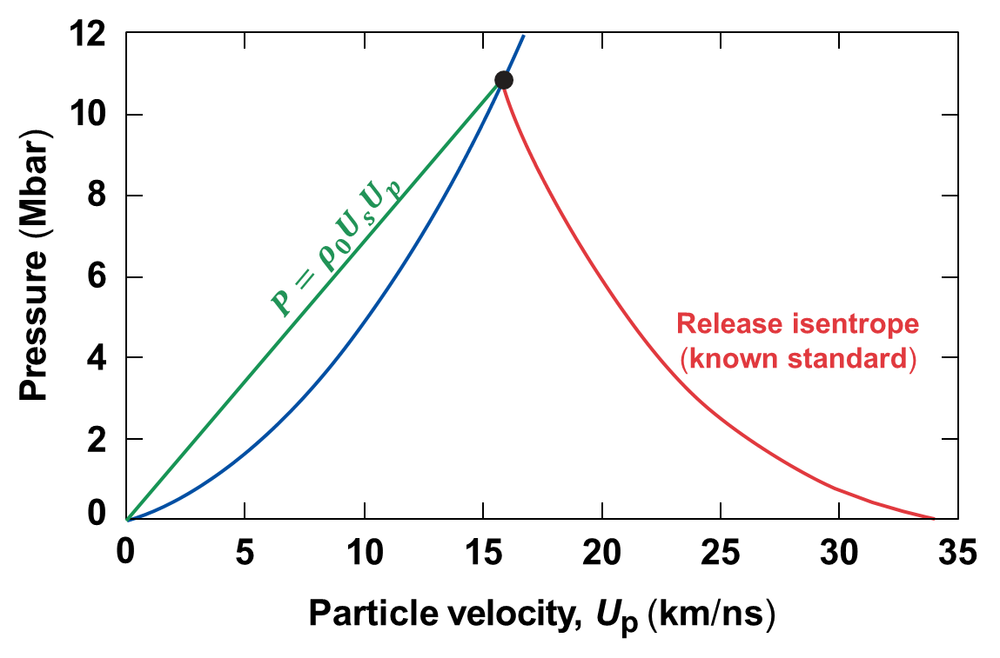 12
10
8
6
4
2
0
Pressure (Mbar)
P = ρ₀UₛUₚ
Release isentrope
(known standard)
0 5 10 15 20 25 30 35
Particle velocity, Uₚ (km/ns)